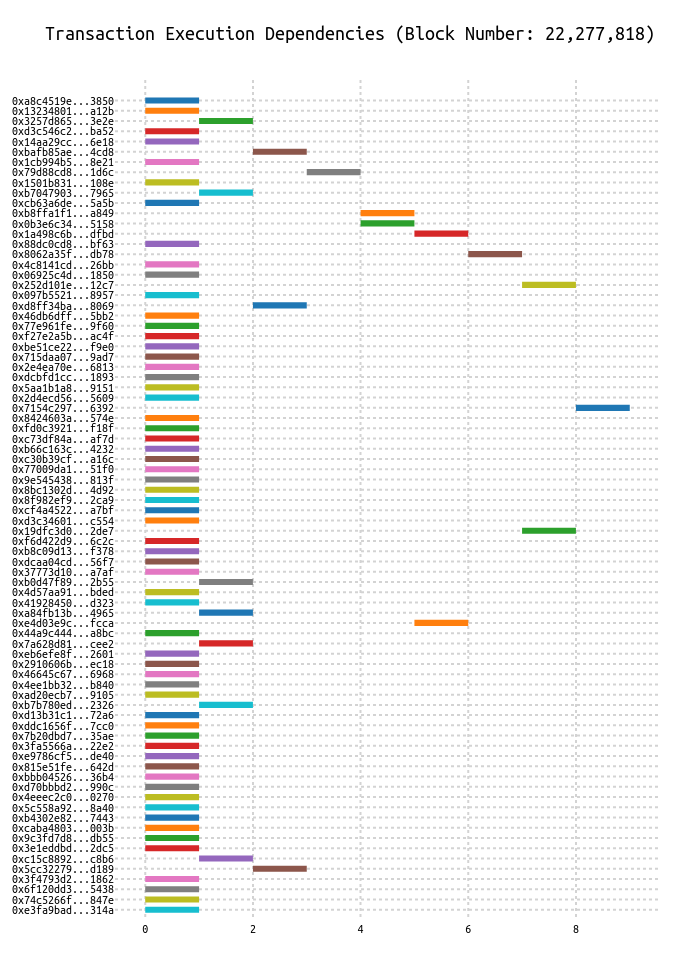 Transaction Execution Dependencies (Block Number: 22,277,818)
0xa8c4519e...3850
0x13234801...a12b
0x3257d865...3e2e
0xd3c546c2...ba52
0x14aa29cc...6e18
0xbafb85ae...4cd8
0x1cb994b5...8e21
0x79d88cd8...1d6c
0x1501b831...108e
0xb7047903...7965
0xcb63a6de...5a5b
0xb8ffa1f1...a849
0x0b3e6c34...5158
0x1a498c6b...dfbd
0x88dc0cd8...bf63
0x8062a35f...db78
0x4c8141cd...26bb
0x06925c4d...1850
0x252d101e...12c7
0x097b5521...8957
0xd8ff34ba...8069
0x46db6dff...5bb2
0x77e961fe...9f60
0xf27e2a5b...ac4f
0xbe51ce22...f9e0
0x715daa07...9ad7
0x2e4ea70e...6813
0xdcbfd1cc...1893
0x5aa1b1a8...9151
0x2d4ecd56...5609
0x7154c297...6392
0x8424603a...574e
0xfd0c3921...f18f
0xc73df84a...af7d
0xb66c163c...4232
0xc30b39cf...a16c
0x77009da1...51f0
0x9e545438...813f
0x8bc1302d...4d92
0x8f982ef9...2ca9
0xcf4a4522...a7bf
0xd3c34601...c554
0x19dfc3d0...2de7
0xf6d422d9...6c2c
0xb8c09d13...f378
0xdcaa04cd...56f7
0x37773d10...a7af
0xb0d47f89...2b55
0x4d57aa91...bded
0x41928450...d323
0xa84fb13b...4965
0xe4d03e9c...fcca
0x44a9c444...a8bc
0x7a628d81...cee2
0xeb6efe8f...2601
0x2910606b...ec18
0x46645c67...6968
0x4ee1bb32...b840
0xad20ecb7...9105
0xb7b780ed...2326
0xd13b31c1...72a6
0xddc1656f...7cc0
0x7b20dbd7...35ae
0x3fa5566a...22e2
0xe9786cf5...de40
0x815e51fe...642d
0xbbb04526...36b4
0xd70bbbd2...990c
0x4eeec2c0...0270
0x5c558a92...8a40
0xb4302e82...7443
0xcaba4803...003b
0x9c3fd7d8...db55
0x3e1eddbd...2dc5
0xc15c8892...c8b6
0x5cc32279...d189
0x3f4793d2...1862
0x6f120dd3...5438
0x74c5266f...847e
0xe3fa9bad...314a
0 2 4 6 8